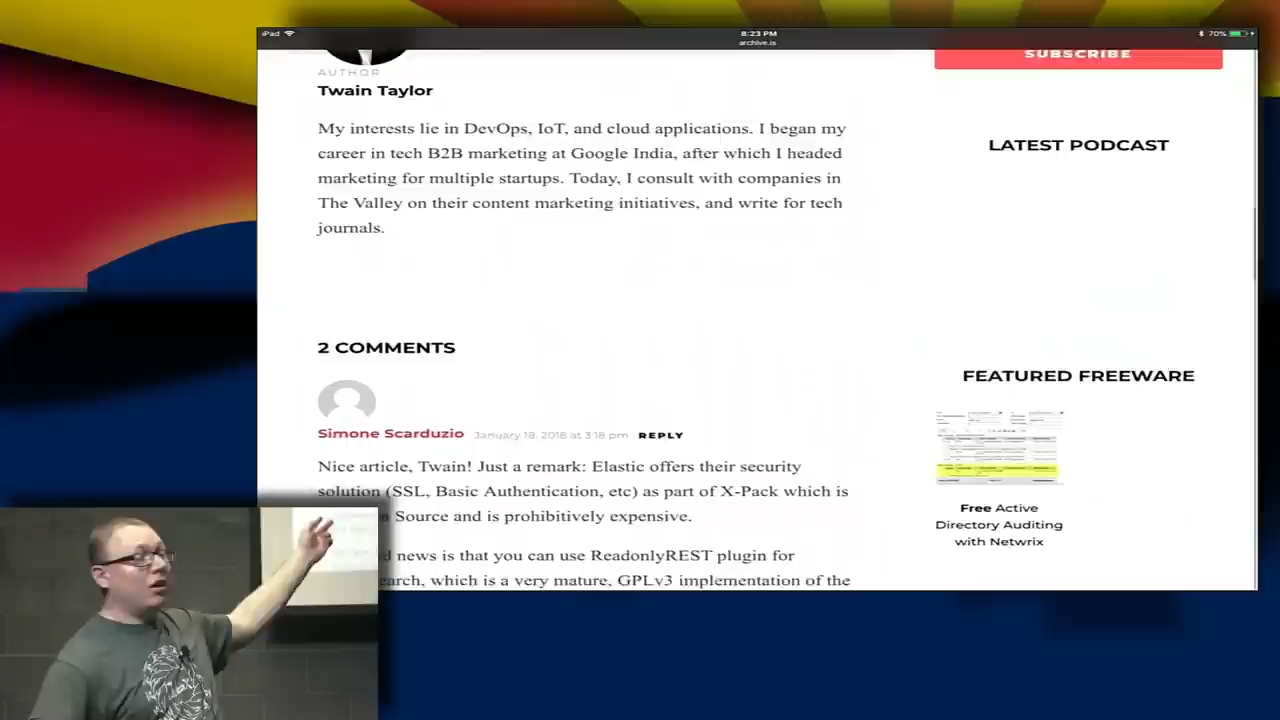 iPad
8:23 PM
70%
archive.is
SUBSCRIBE
AUTHOR
Twain Taylor
My interests lie in DevOps, IoT, and cloud applications. I began my
career in tech B2B marketing at Google India, after which I headed
marketing for multiple startups. Today, I consult with companies in
The Valley on their content marketing initiatives, and write for tech
journals.
LATEST PODCAST
2 COMMENTS
Simone Scarduzio January 18, 2018 at 3:18 pm REPLY
Nice article, Twain! Just a remark: Elastic offers their security
solution (SSL, Basic Authentication, etc) as part of X-Pack which is
Source and is prohibitively expensive.
news is that you can use ReadonlyREST plugin for
which is a very mature, GPLv3 implementation of the
FEATURED FREEWARE
Free Active
Directory Auditing
with Netwrix